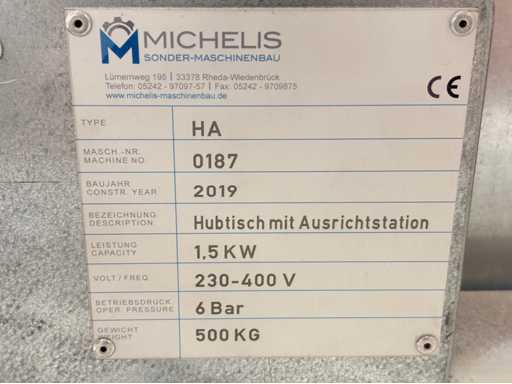 MICHELIS
SONDER-MASCHINENBAU
Lümernweg 196 | 33378 Rheda-Wiedenbrück
Telefon: 05242 - 97097-57 | Fax: 05242 - 9709875
www.michelis-maschinenbau.de
CE
TYPE HA
MASCH.-NR.
MACHINE NO. 0187
BAUJAHR
CONSTR. YEAR 2019
BEZEICHNUNG
DESCRIPTION Hubtisch mit Ausrichtstation
LEISTUNG
CAPACITY 1,5 KW
VOLT / FREQ. 230-400 V
BETRIEBSDRUCK
OPER. PRESSURE 6 Bar
GEWICHT
WEIGHT 500 KG